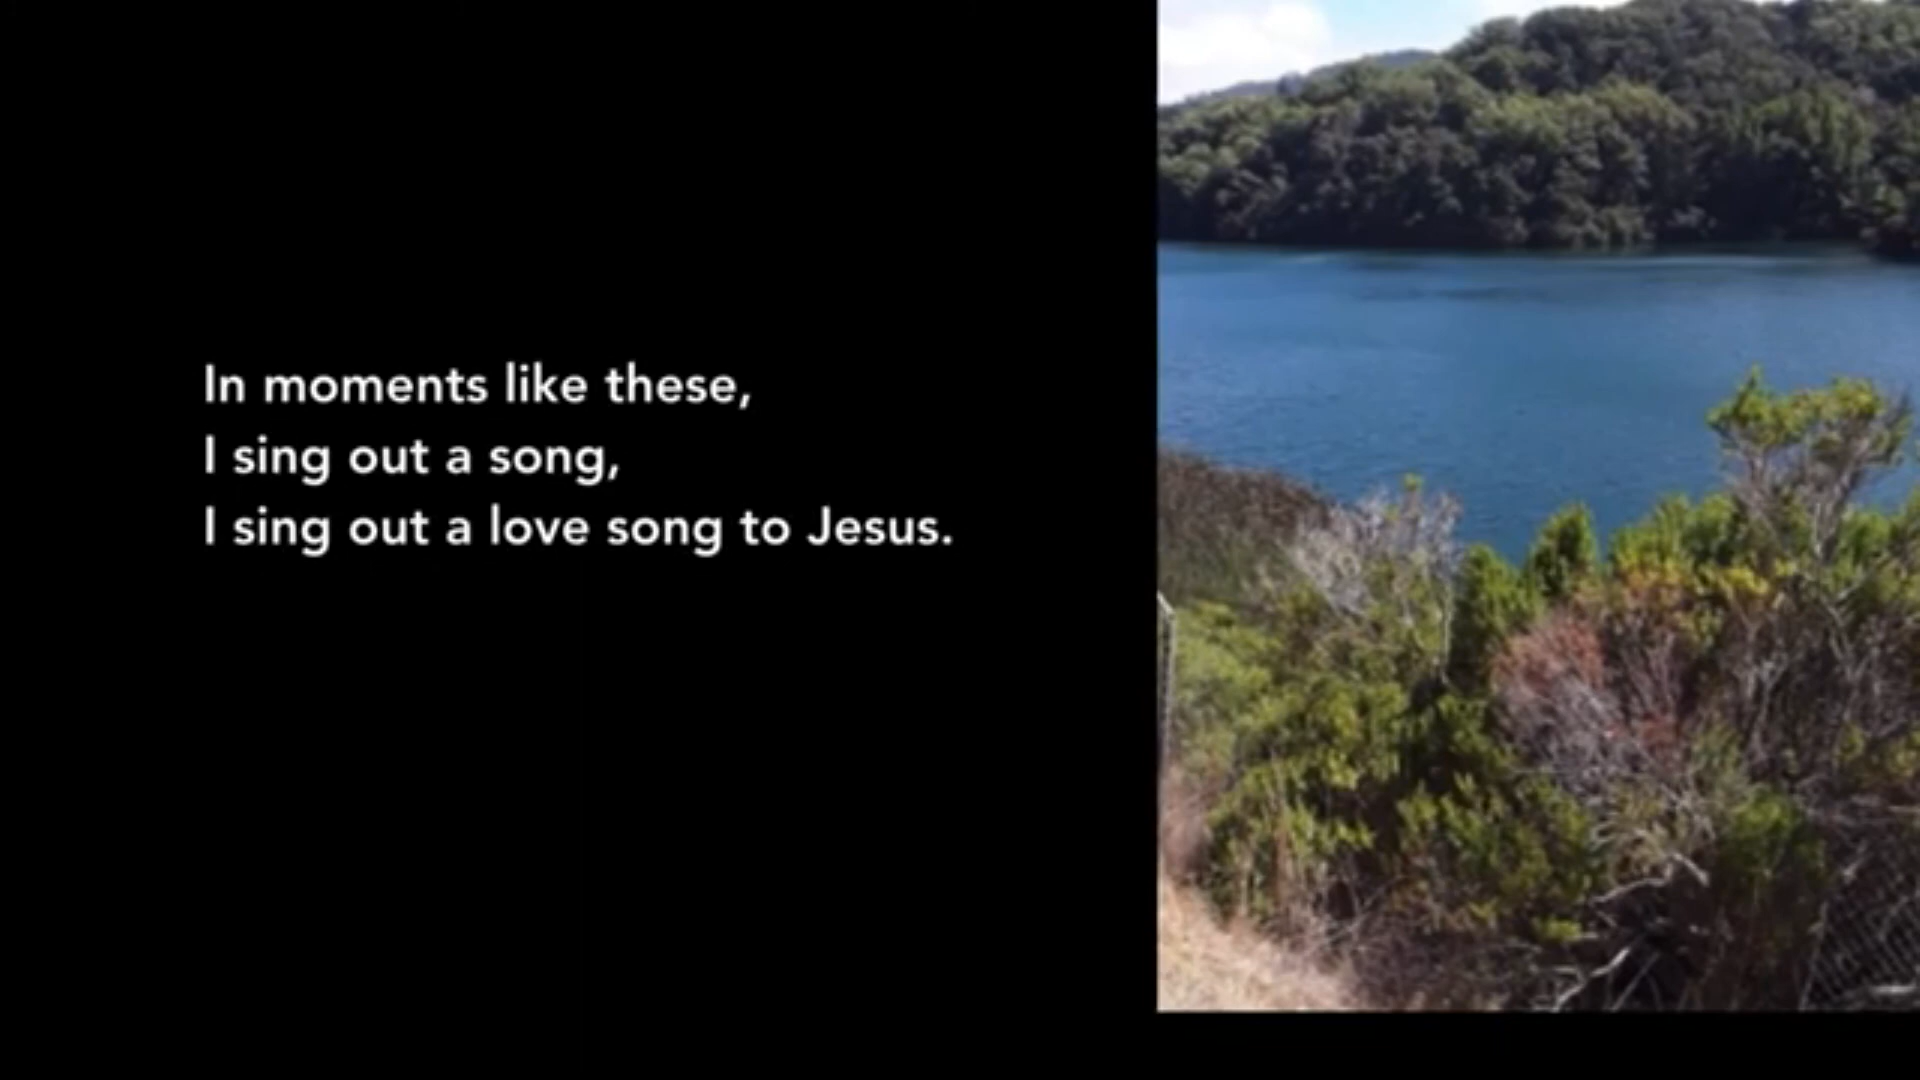 In moments like these,
I sing out a song,
I sing out a love song to Jesus.